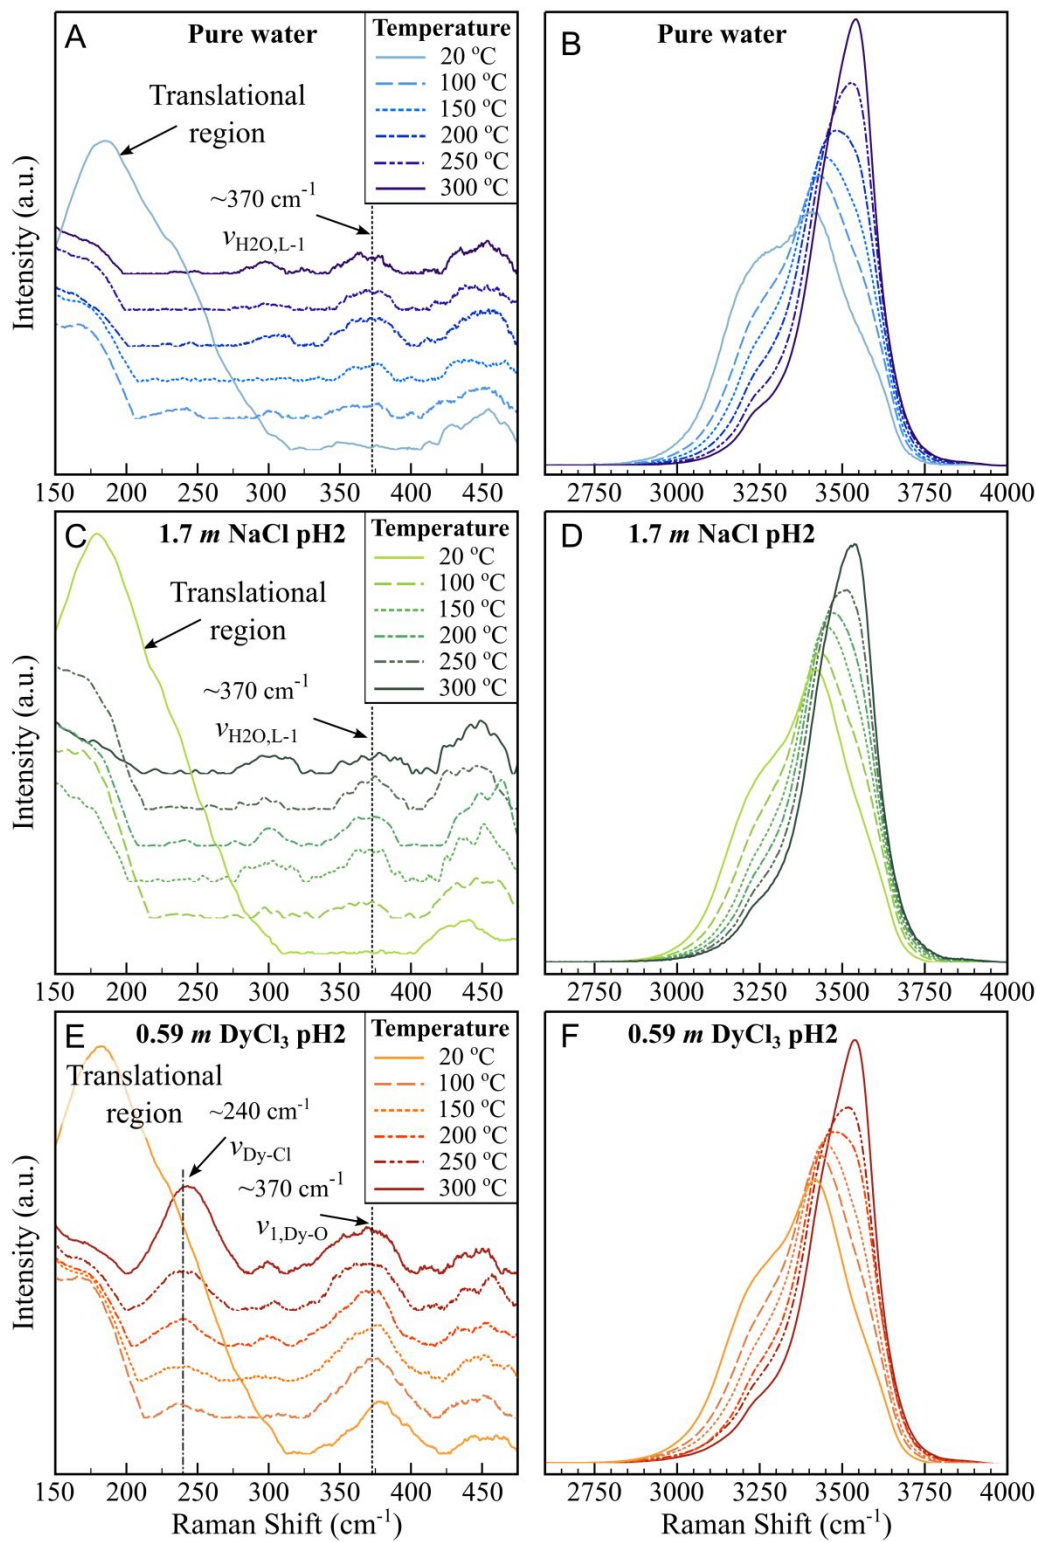 A
Pure water
Temperature
20 °C
100 °C
150 °C
200 °C
250 °C
300 °C
Translational
region
~370 cm⁻¹
νH2O,L-1
Intensity (a.u.)
150 200 250 300 350 400 450
B
Pure water
2750 3000 3250 3500 3750 4000
C
1.7 m NaCl pH2
Temperature
20 °C
100 °C
150 °C
200 °C
250 °C
300 °C
Translational
region
~370 cm⁻¹
νH2O,L-1
Intensity (a.u.)
150 200 250 300 350 400 450
D
1.7 m NaCl pH2
2750 3000 3250 3500 3750 4000
E
0.59 m DyCl₃ pH2
Temperature
20 °C
100 °C
150 °C
200 °C
250 °C
300 °C
Translational
region
~240 cm⁻¹
νDy-Cl
~370 cm⁻¹
ν1,Dy-O
Intensity (a.u.)
150 200 250 300 350 400 450
Raman Shift (cm⁻¹)
F
0.59 m DyCl₃ pH2
2750 3000 3250 3500 3750 4000
Raman Shift (cm⁻¹)